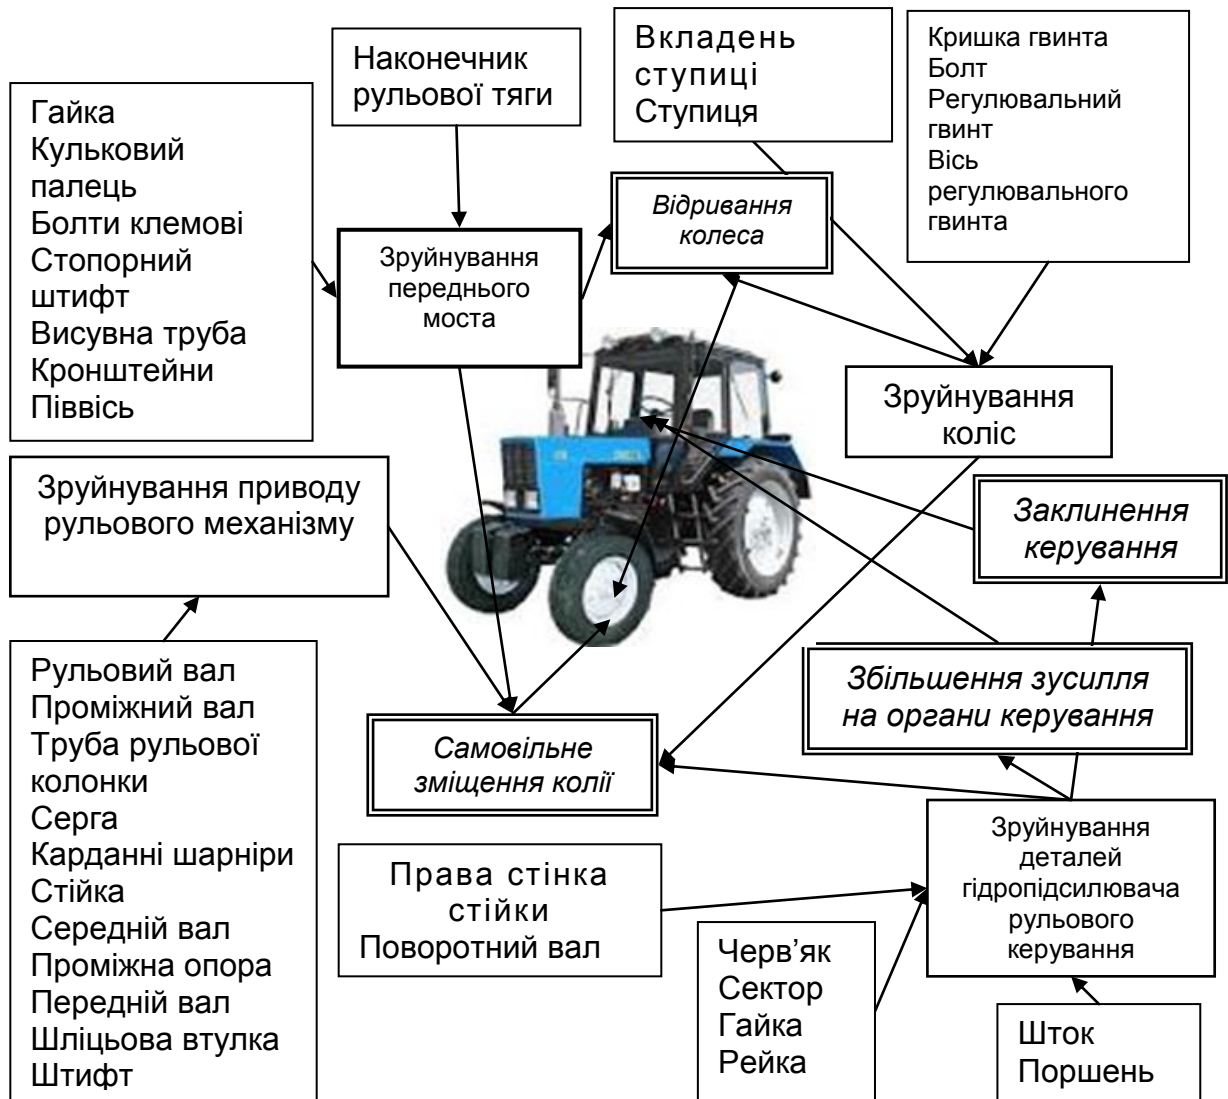 Гайка
Кульковий
палець
Болти клемові
Стопорний
штифт
Висувна труба
Кронштейни
Піввісь
Наконечник
рульової тяги
Вкладень
ступиці
Ступиця
Кришка гвинта
Болт
Регулювальний
гвинт
Вісь
регулювального
гвинта
Зруйнування
переднього
моста
Відривання
колеса
Зруйнування
коліс
Зруйнування приводу
рульового механізму
Заклинення
керування
Рульовий вал
Проміжний вал
Труба рульової
колонки
Серга
Карданні шарніри
Стійка
Середній вал
Проміжна опора
Передній вал
Шліцьова втулка
Штифт
Самовільне
зміщення колії
Збільшення зусилля
на органи керування
Права стінка
стійки
Поворотний вал
Зруйнування
деталей
гідропідсилювача
рульового
керування
Черв’як
Сектор
Гайка
Рейка
Шток
Поршень